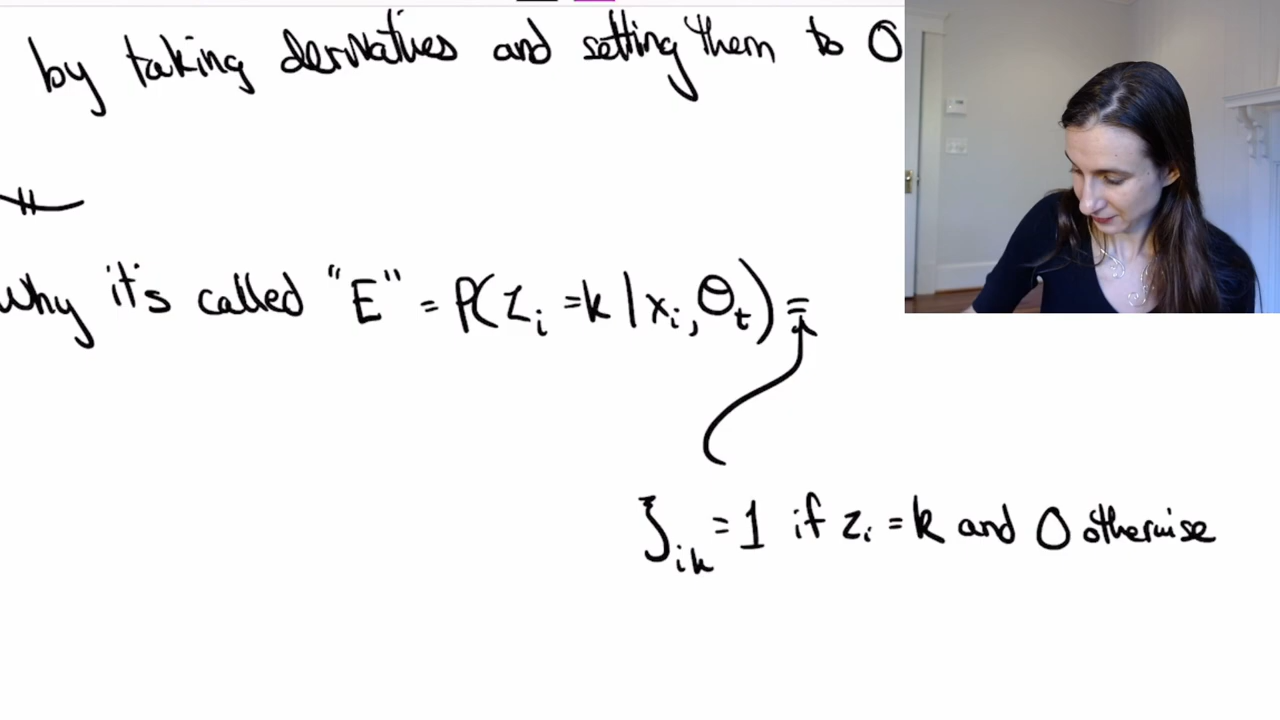 by taking derivatives and setting them to 0
Why it's called "E" = P(z_i = k | x_i, θ_t) =
ζ_ik = 1 if z_i = k and 0 otherwise